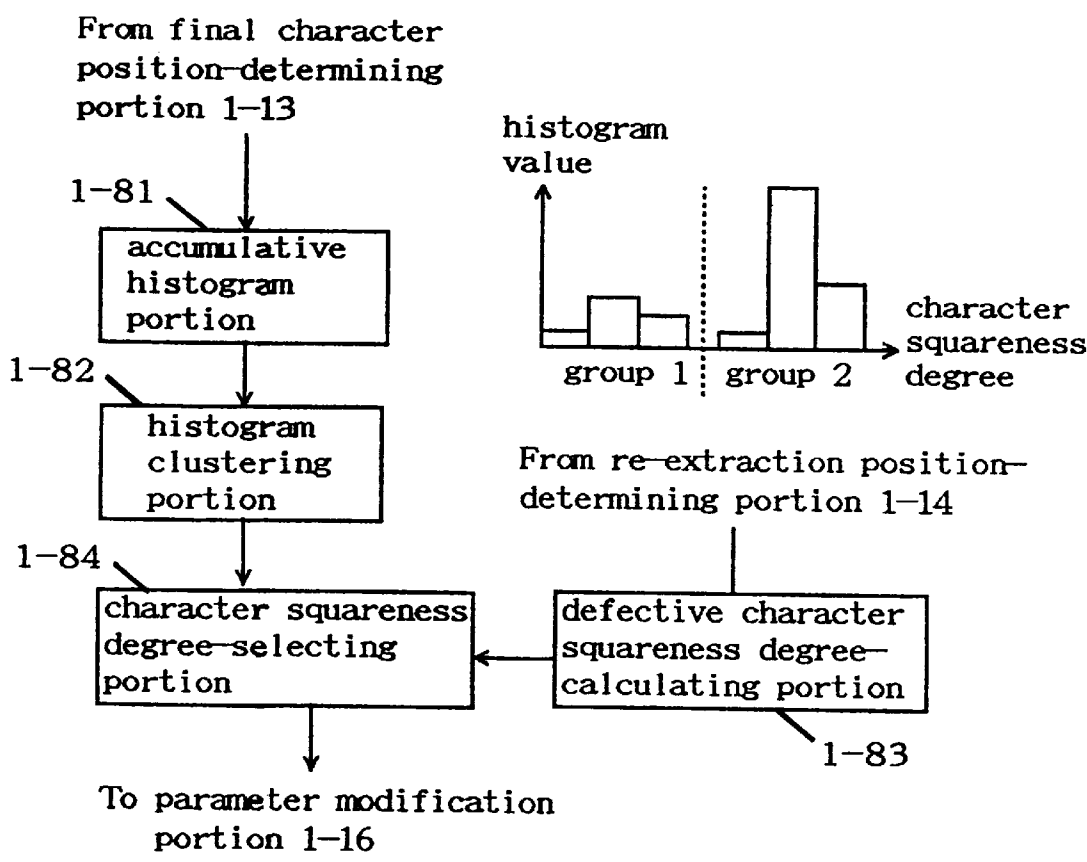 From final character
position-determining
portion 1-13
1-81
accumulative
histogram
portion
1-82
histogram
clustering
portion
1-84
character squareness
degree-selecting
portion
To parameter modification
portion 1-16
histogram
value
character
squareness
degree
group 1
group 2
From re-extraction position-
determining portion 1-14
defective character
squareness degree-
calculating portion
1-83